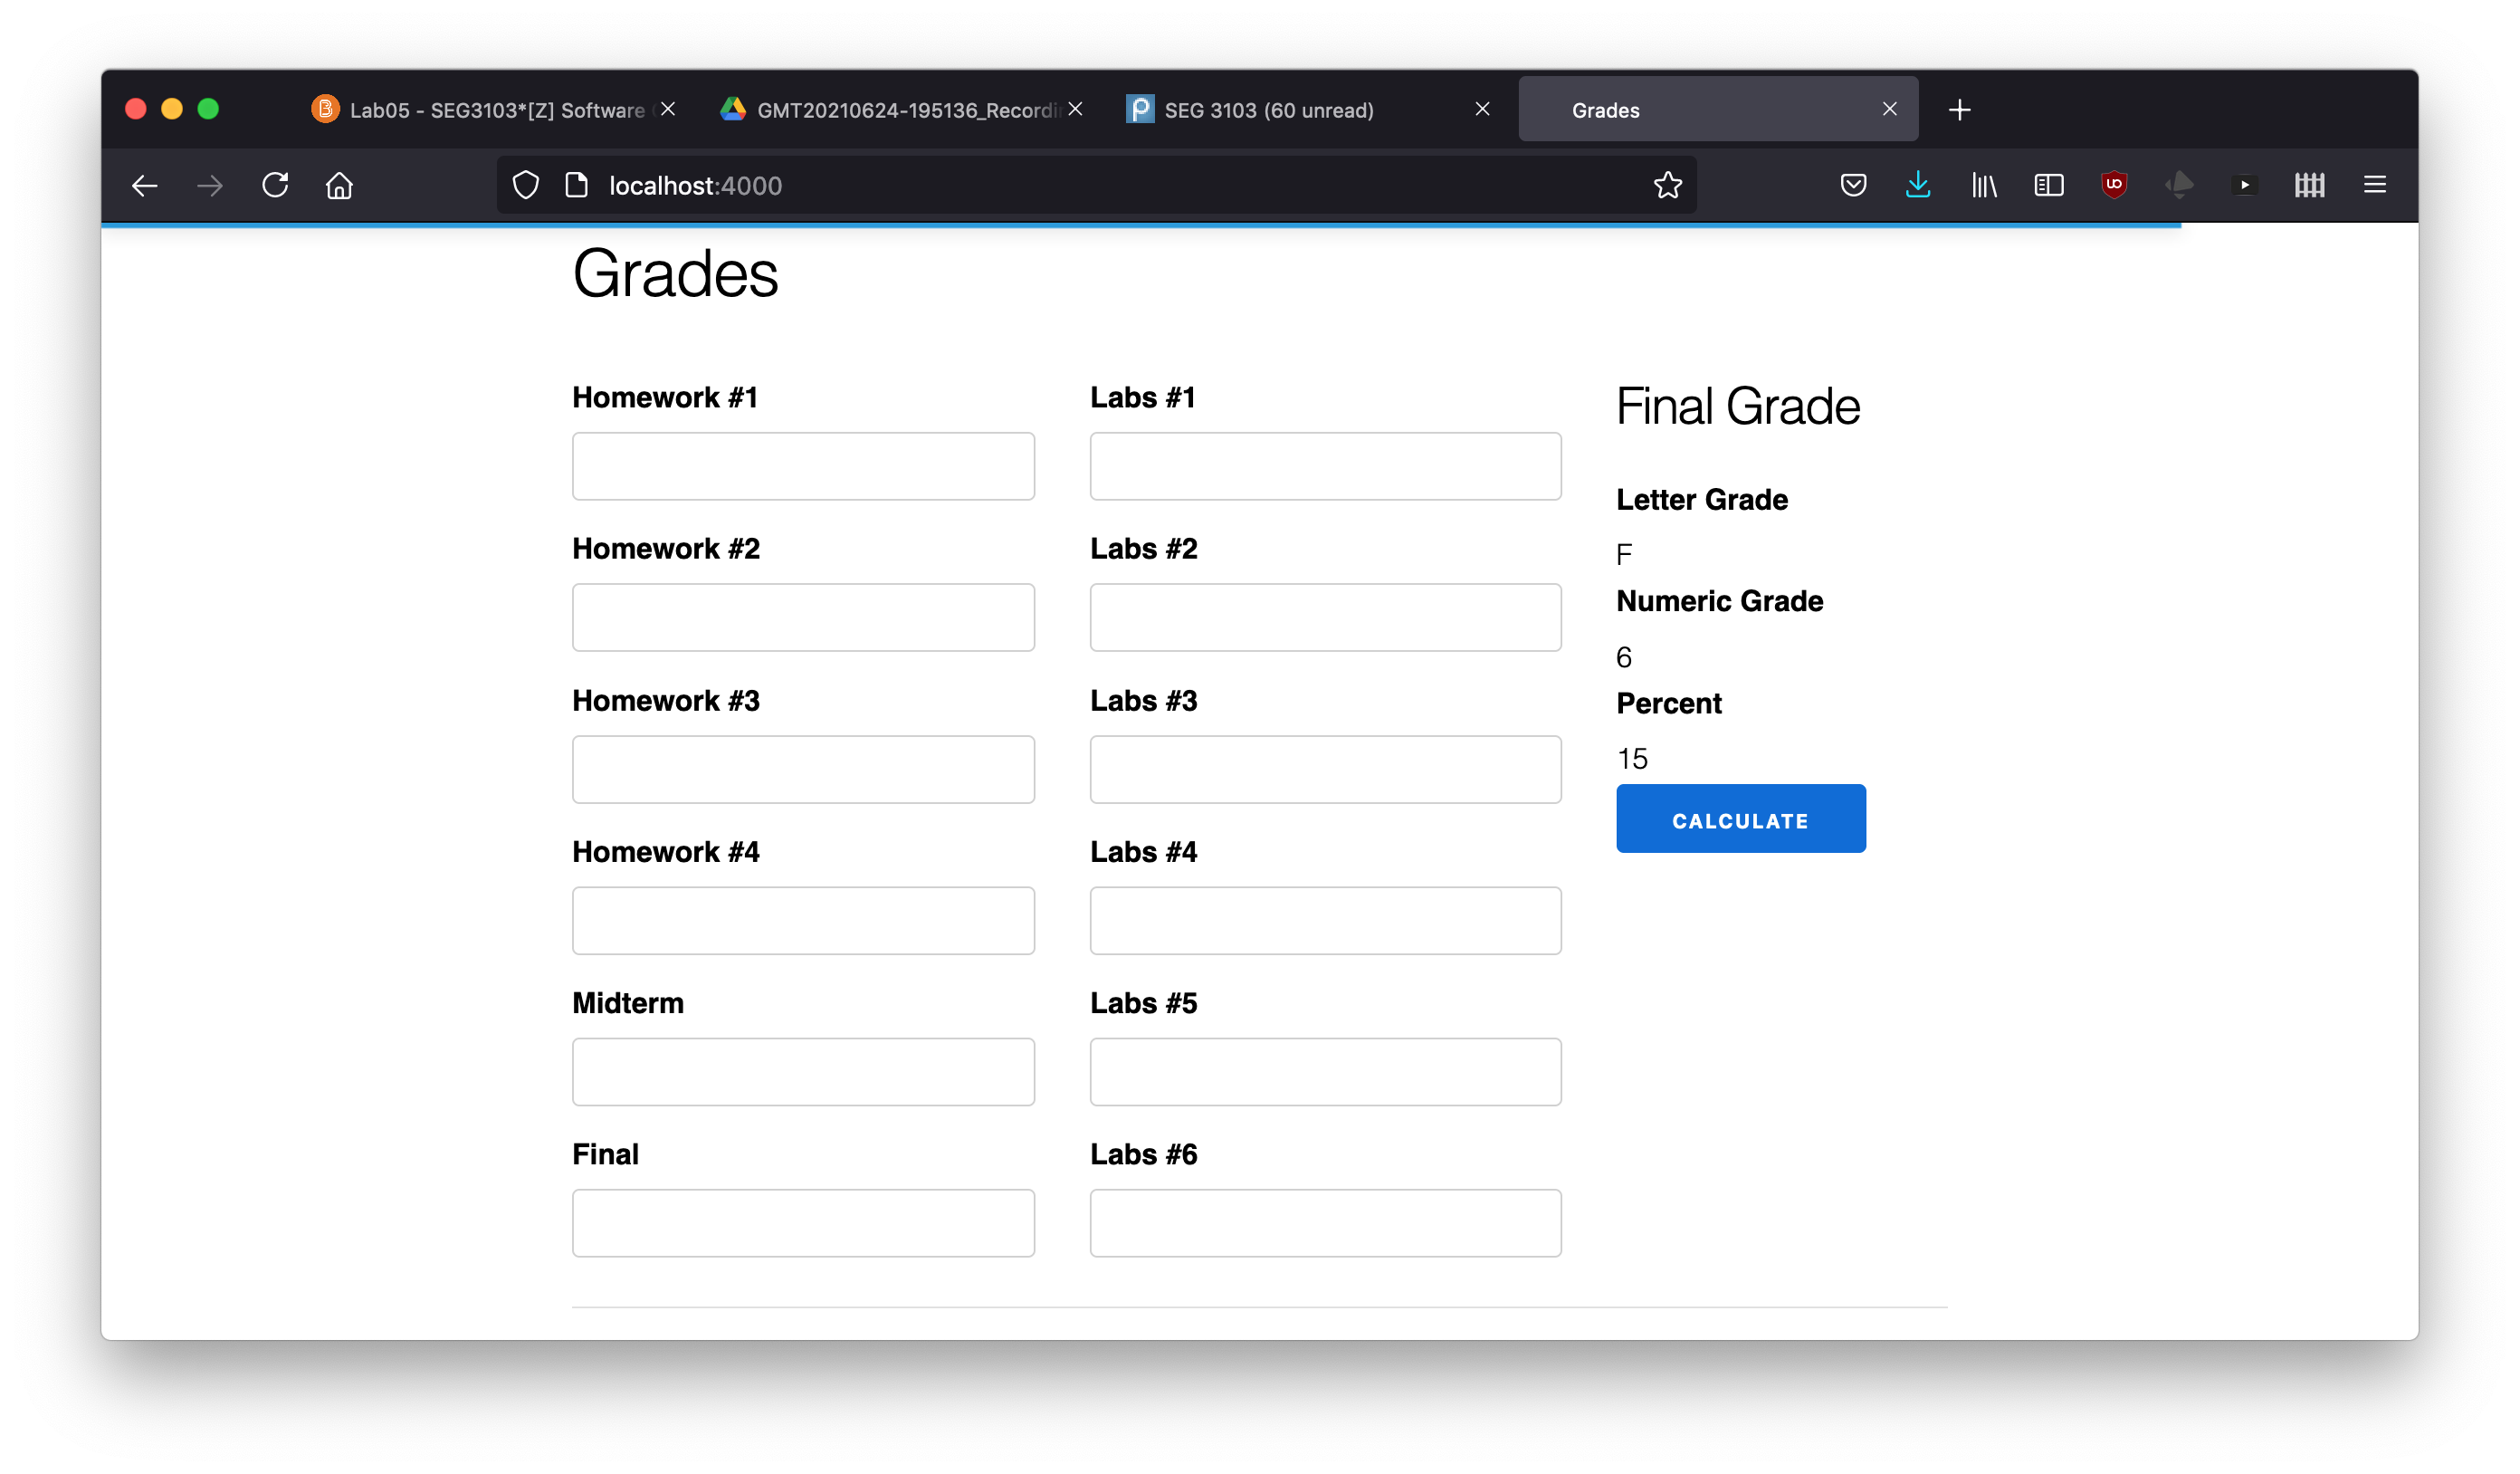 Lab05 - SEG3103*[Z] Software
GMT20210624-195136_Recordi
SEG 3103 (60 unread)
Grades
localhost:4000
Grades
Homework #1
Labs #1
Final Grade
Letter Grade
F
Homework #2
Labs #2
Numeric Grade
6
Homework #3
Labs #3
Percent
15
CALCULATE
Homework #4
Labs #4
Midterm
Labs #5
Final
Labs #6